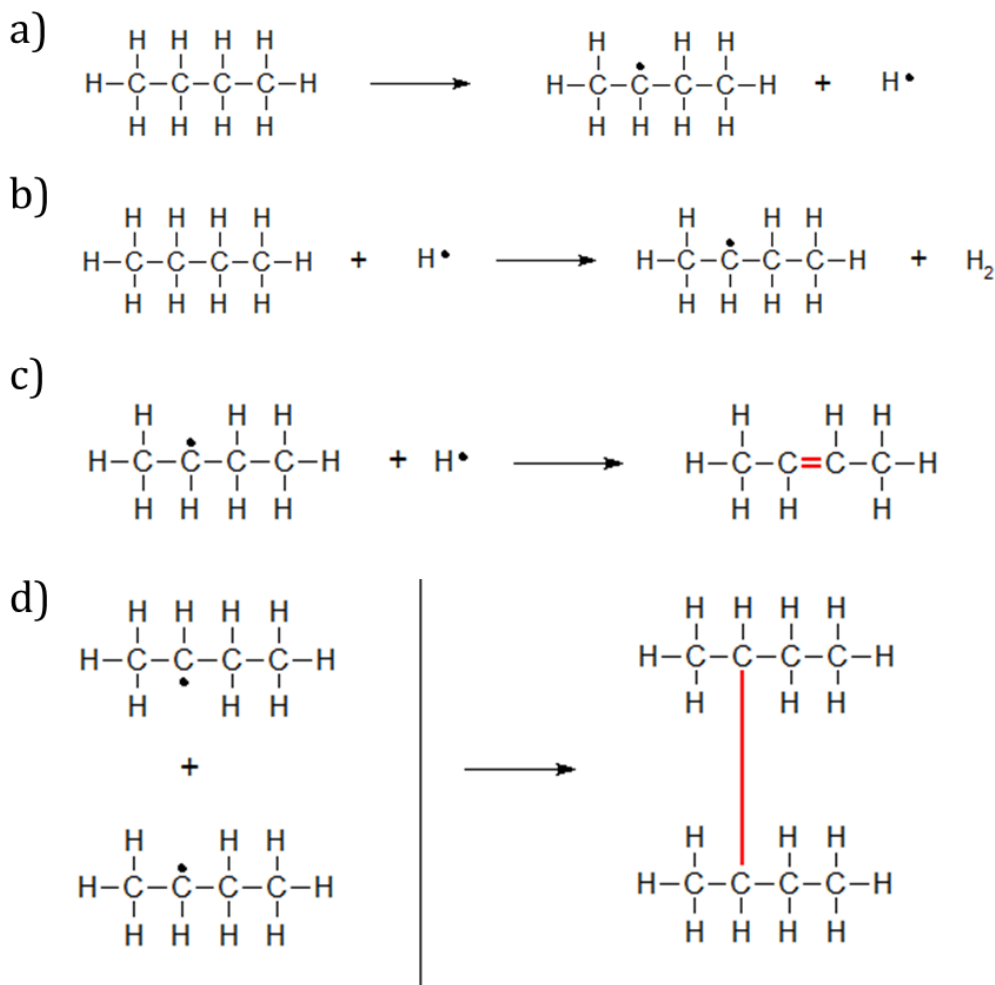 a)
H H H H H H H
H–C–C–C–C–H H–C–C•–C–C–H + H•
H H H H H H H H
b)
H H H H H H H
H–C–C–C–C–H + H• H–C–C•–C–C–H + H₂
H H H H H H H H
c)
H H H H H H
H–C–C•–C–C–H + H• H–C–C=C–C–H
H H H H H H H
d)
H H H H H H H H
H–C–C•–C–C–H H–C–C–C–C–H
H H H H H H
+
H H H H H H
H–C–C•–C–C–H H–C–C–C–C–H
H H H H H H H H